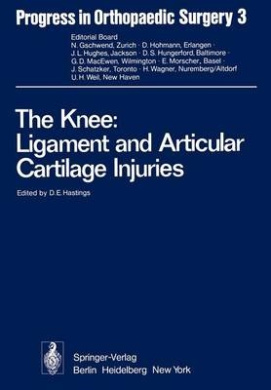 Progress in Orthopaedic Surgery 3
Editorial Board
N. Gschwend, Zurich · D. Hohmann, Erlangen ·
J. L. Hughes, Jackson · D. S. Hungerford, Baltimore ·
G. D. MacEwen, Wilmington · E. Morscher, Basel ·
J. Schatzker, Toronto · H. Wagner, Nuremberg/Altdorf
U. H. Weil, New Haven
The Knee:
Ligament and Articular
Cartilage Injuries
Edited by D. E. Hastings
Springer-Verlag
Berlin Heidelberg New York